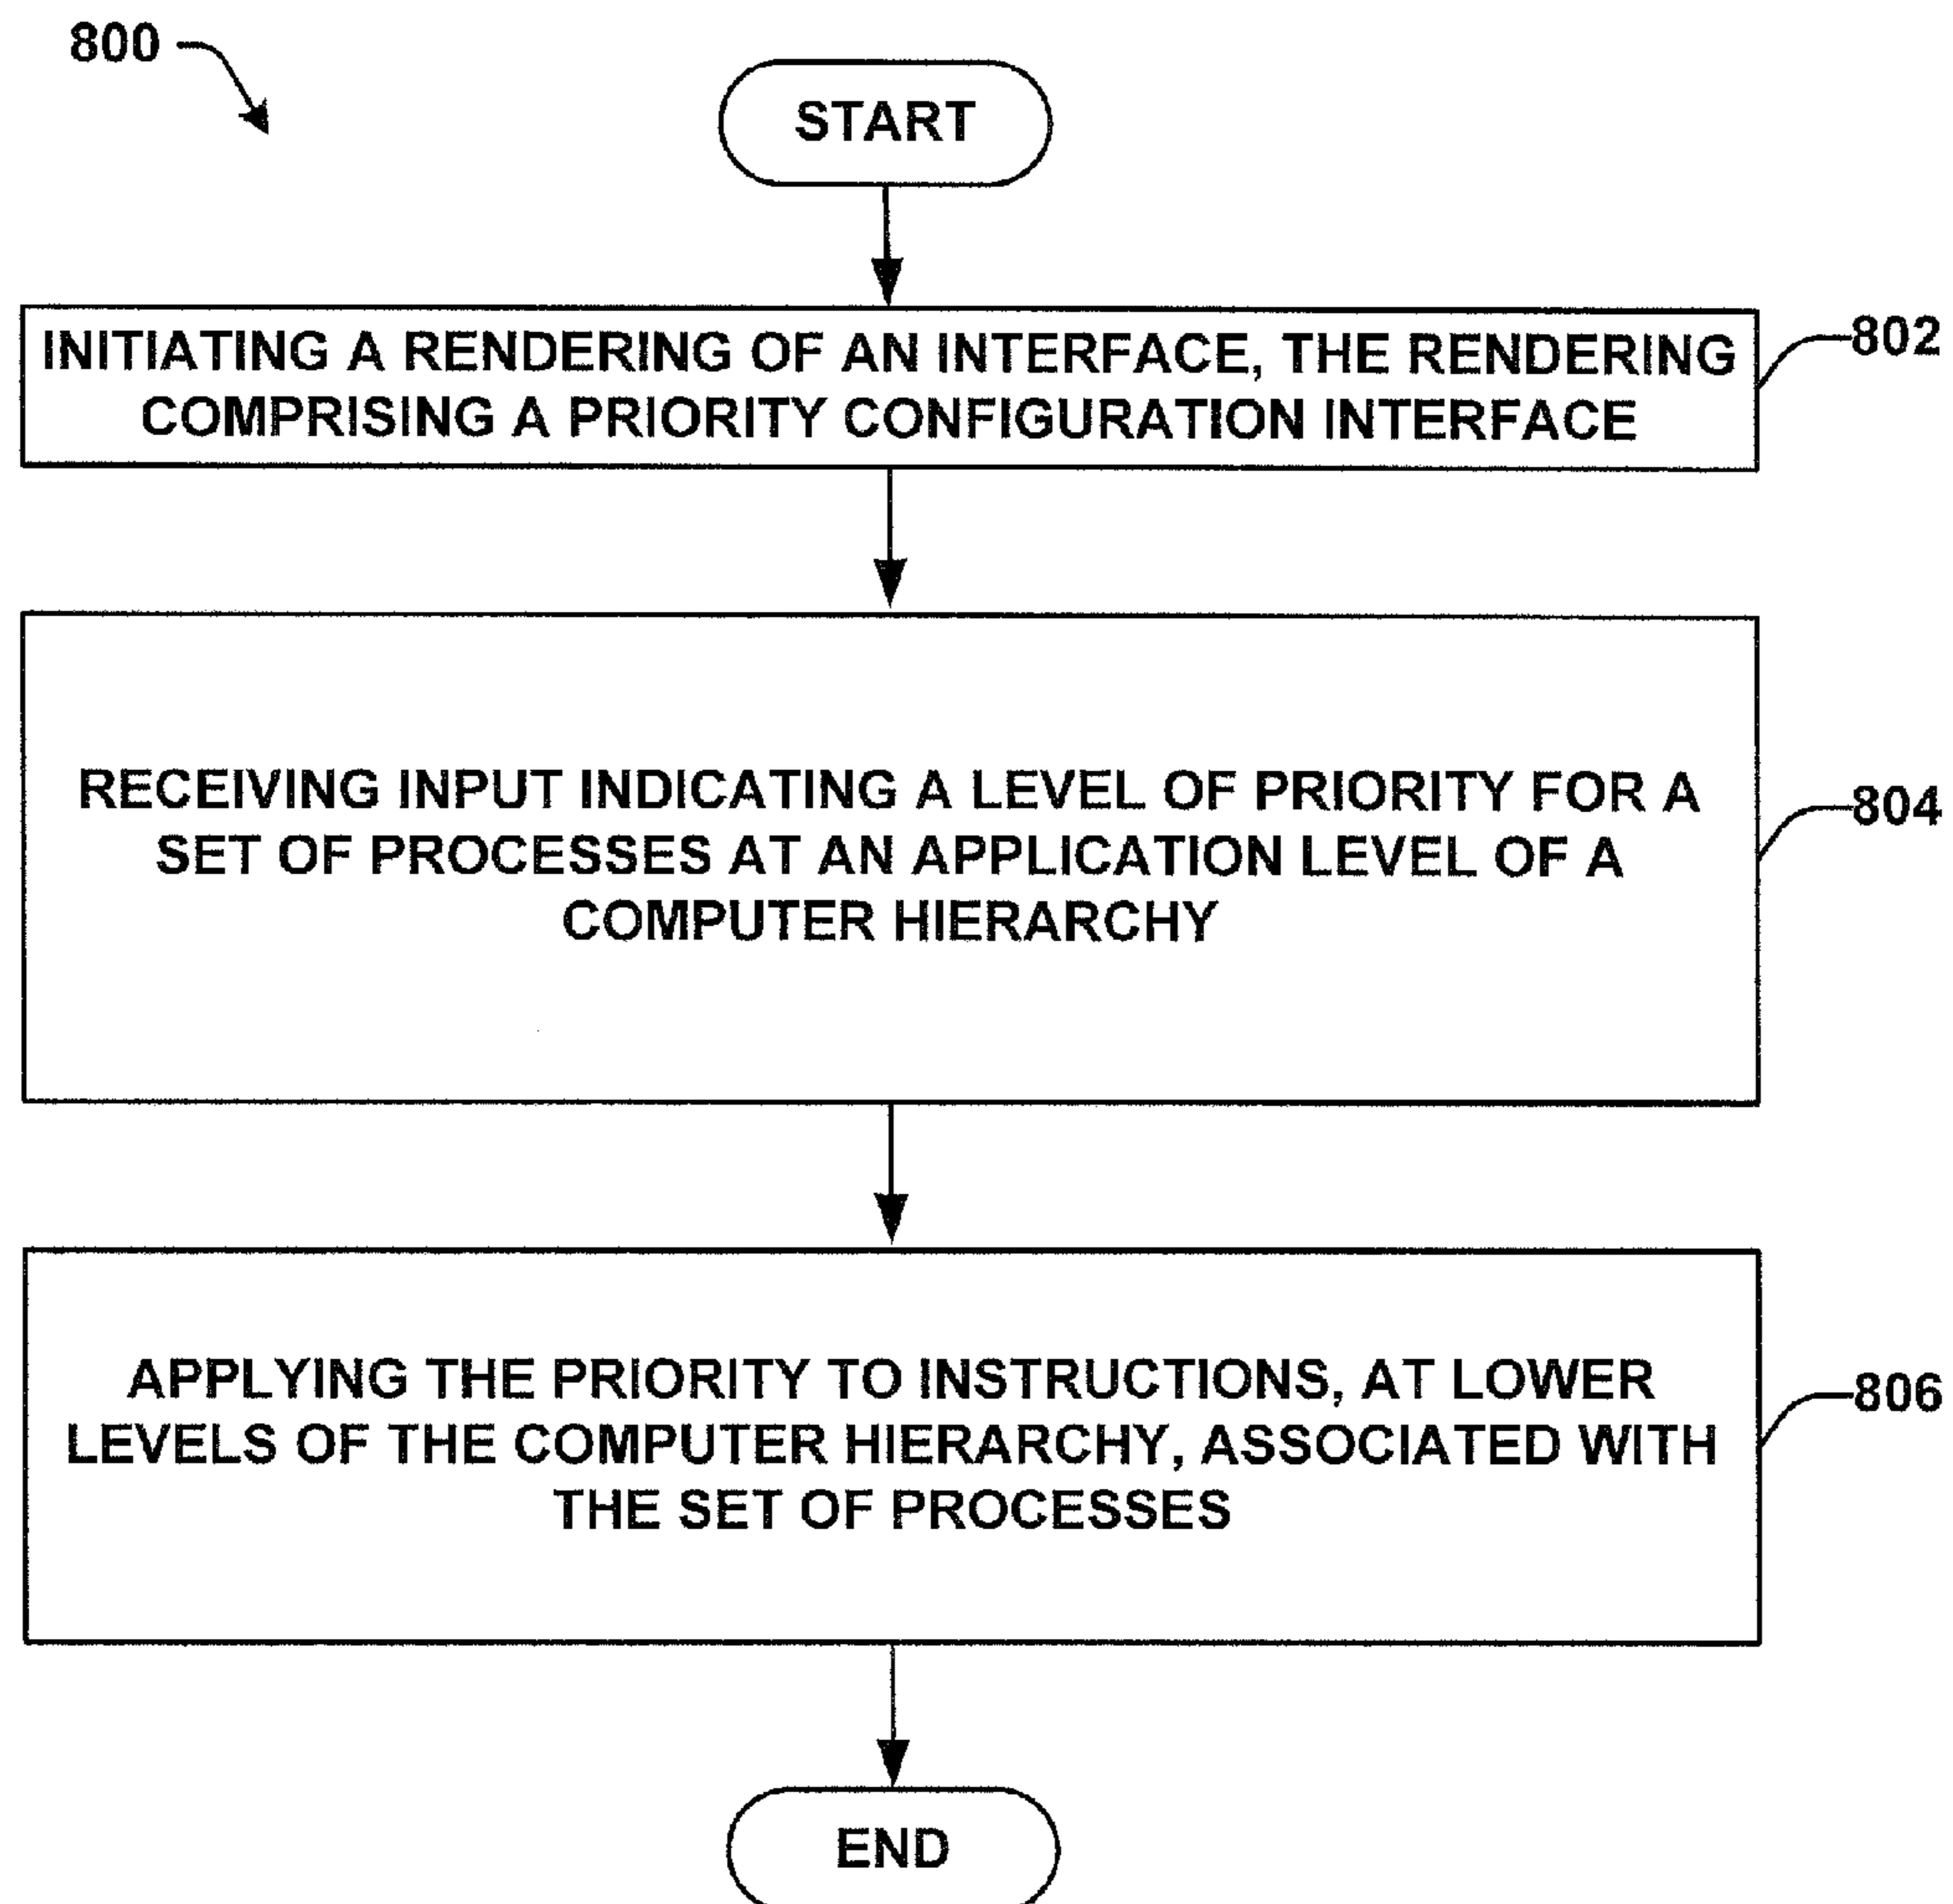 800
START
INITIATING A RENDERING OF AN INTERFACE, THE RENDERING
COMPRISING A PRIORITY CONFIGURATION INTERFACE
802
RECEIVING INPUT INDICATING A LEVEL OF PRIORITY FOR A
SET OF PROCESSES AT AN APPLICATION LEVEL OF A
COMPUTER HIERARCHY
804
APPLYING THE PRIORITY TO INSTRUCTIONS, AT LOWER
LEVELS OF THE COMPUTER HIERARCHY, ASSOCIATED WITH
THE SET OF PROCESSES
806
END